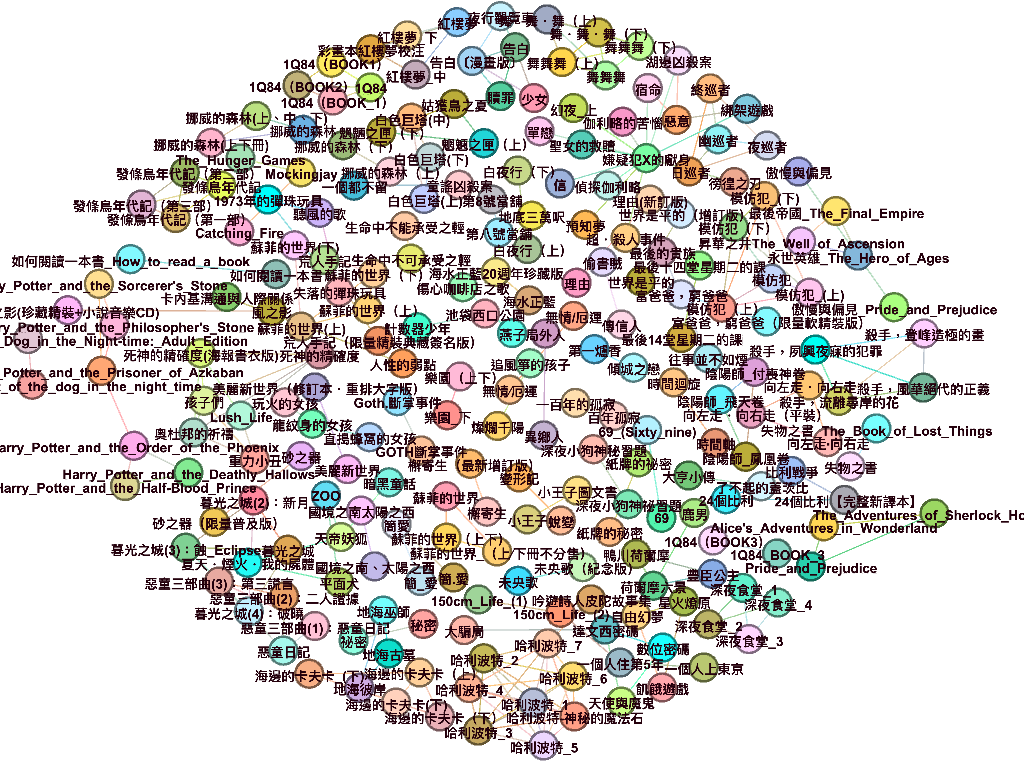 夜行觀覽車
舞‧舞‧舞（上）
紅樓夢
紅樓夢_下
舞‧舞‧舞（下）
彩畫本紅樓夢校注
告白
舞舞舞（下）
1Q84（BOOK1）
告白〔漫畫版〕
舞舞舞（上）
湖邊凶殺案
紅樓夢_中
舞舞舞
1Q84（BOOK2）
1Q84
宿命
終巡者
1Q84（BOOK_1）
姑獲鳥之夏
贖罪
少女
幻夜_上
綁架遊戲
挪威的森林(上、中、下)
白色巨塔(中)
伽利略的苦惱
惡意
挪威的森林
魍魎之匣（下）
單戀
幽巡者
挪威的森林(上下冊)
挪威的森林（下）
魍魎之匣（上）
聖女的救贖
夜巡者
The_Hunger_Games
白色巨塔(下)
嫌疑犯X的獻身
發條鳥年代記（第二部）
Mockingjay
挪威的森林（上）
白夜行（下）
日巡者
傲慢與偏見
發條鳥年代記
一個都不留
童謠凶殺案
信
偵探伽利略
徬徨之刃
發條鳥年代記（第三部）
1973年的彈珠玩具
白色巨塔(上)
第8號當舖
理由(新訂版)
模仿犯（下）
發條鳥年代記（第一部）
聽風的歌
地底三萬呎
世界是平的（增訂版）
最後帝國_The_Final_Empire
Catching_Fire
生命中不能承受之輕
第八號當舖
預知夢
模仿犯（下）
蘇菲的世界(下)
白夜行（上）
超‧殺人事件
昇華之井The_Well_of_Ascension
如何閱讀一本書_How_to_read_a_book
荒人手記
生命中不可承受之輕
偷書賊
最後的貴族
永世英雄_The_Hero_of_Ages
如何閱讀一本書
蘇菲的世界（下）
海水正藍20週年珍藏版
最後十四堂星期二的課
Harry_Potter_and_the_Sorcerer's_Stone
失落的彈珠玩具
傷心咖啡店之歌
理由
世界是平的
模仿犯
卡內基溝通與人際關係
富爸爸，窮爸爸
模仿犯_(上)
風之影(珍藏精裝+小說音樂CD)
風之影
蘇菲的世界（上）
海水正藍
模仿犯（上）
傲慢與偏見_Pride_and_Prejudice
池袋西口公園
無情/厄運
Harry_Potter_and_the_Philosopher's_Stone
蘇菲的世界(上)
計數器少年
傳信人
富爸爸，窮爸爸（限量軟精裝版）
燕子
局外人
殺手，登峰造極的畫
荒人手記（限量精裝典藏簽名版）
第一爐香
最後14堂星期二的課
殺手，夙興夜寐的犯罪
死神的精確度(海報書衣版)
死神的精確度
人性的弱點
追風箏的孩子
傾城之戀
往事並不如煙
陰陽師_付喪神卷
樂園（上下）
時間迴旋
美麗新世界（修訂本‧重排大字版）
無情/厄運
向左走‧向右走
殺手，風華絕代的正義
孩子們
玩火的女孩
Goth斷掌事件
百年的孤寂
陰陽師_飛天卷
殺手，流離尋岸的花
Lush_Life
樂園_下
百年孤寂
向左走‧向右走（平裝）
龍紋身的女孩
燦爛千陽
69_(Sixty_nine)
失物之書_The_Book_of_Lost_Things
奧杜邦的祈禱
直搗蜂窩的女孩
異鄉人
時間軸
向左走‧向右走
Harry_Potter_and_the_Order_of_the_Phoenix
砂之器
GOTH斷掌事件
深夜小狗神祕習題
陰陽師_鳳凰卷
重力小丑
美麗新世界
槲寄生（最新增訂版）
紙牌的秘密
比利戰爭
失物之書
Harry_Potter_and_the_Deathly_Hallows
暗黑童話
變形記
大亨小傳
了不起的蓋茨比
Harry_Potter_and_the_Half-Blood_Prince
ZOO
蘇菲的世界
小王子圖文書
24個比利
24個比利【完整新譯本】
暮光之城(2)：新月
國境之南太陽之西
槲寄生
深夜小狗神祕習題
69
鹿男
砂之器（限量普及版）
簡愛
小王子
蛻變
紙牌的秘密
Alice's_Adventures_in_Wonderland
天帝妖狐
蘇菲的世界（上下）
1Q84（BOOK3）
暮光之城(3)：蝕_Eclipse
暮光之城
蘇菲的世界_（上下冊不分售）
鴨川荷爾摩
1Q84_BOOK_3
夏天‧煙火‧我的屍體
國境之南、太陽之西
未央歌（紀念版）
Pride_and_Prejudice
惡童三部曲(3)：第三謊言
平面犬
簡_愛
簡.愛
未央歌
荷爾摩六景
豐臣公主
深夜食堂_1
惡童三部曲(2)：二人證據
150cm_Life_(1)
星火燎原
深夜食堂_4
暮光之城(4)：破曉
地海巫師
150cm_Life_(2)
自由幻夢
惡童三部曲(1)：惡童日記
秘密
大騙局
達文西密碼
深夜食堂_2
祕密
哈利波特_7
數位密碼
深夜食堂_3
惡童日記
地海古墓
哈利波特_2
一個人住第5年
一個人上東京
海邊的卡夫卡（下）
海邊的卡夫卡（上）
哈利波特_6
地海彼岸
哈利波特_4
飢餓遊戲
海邊的卡夫卡(下)
哈利波特_1
天使與魔鬼
哈利波特-神秘的魔法石
哈利波特_3
哈利波特_5